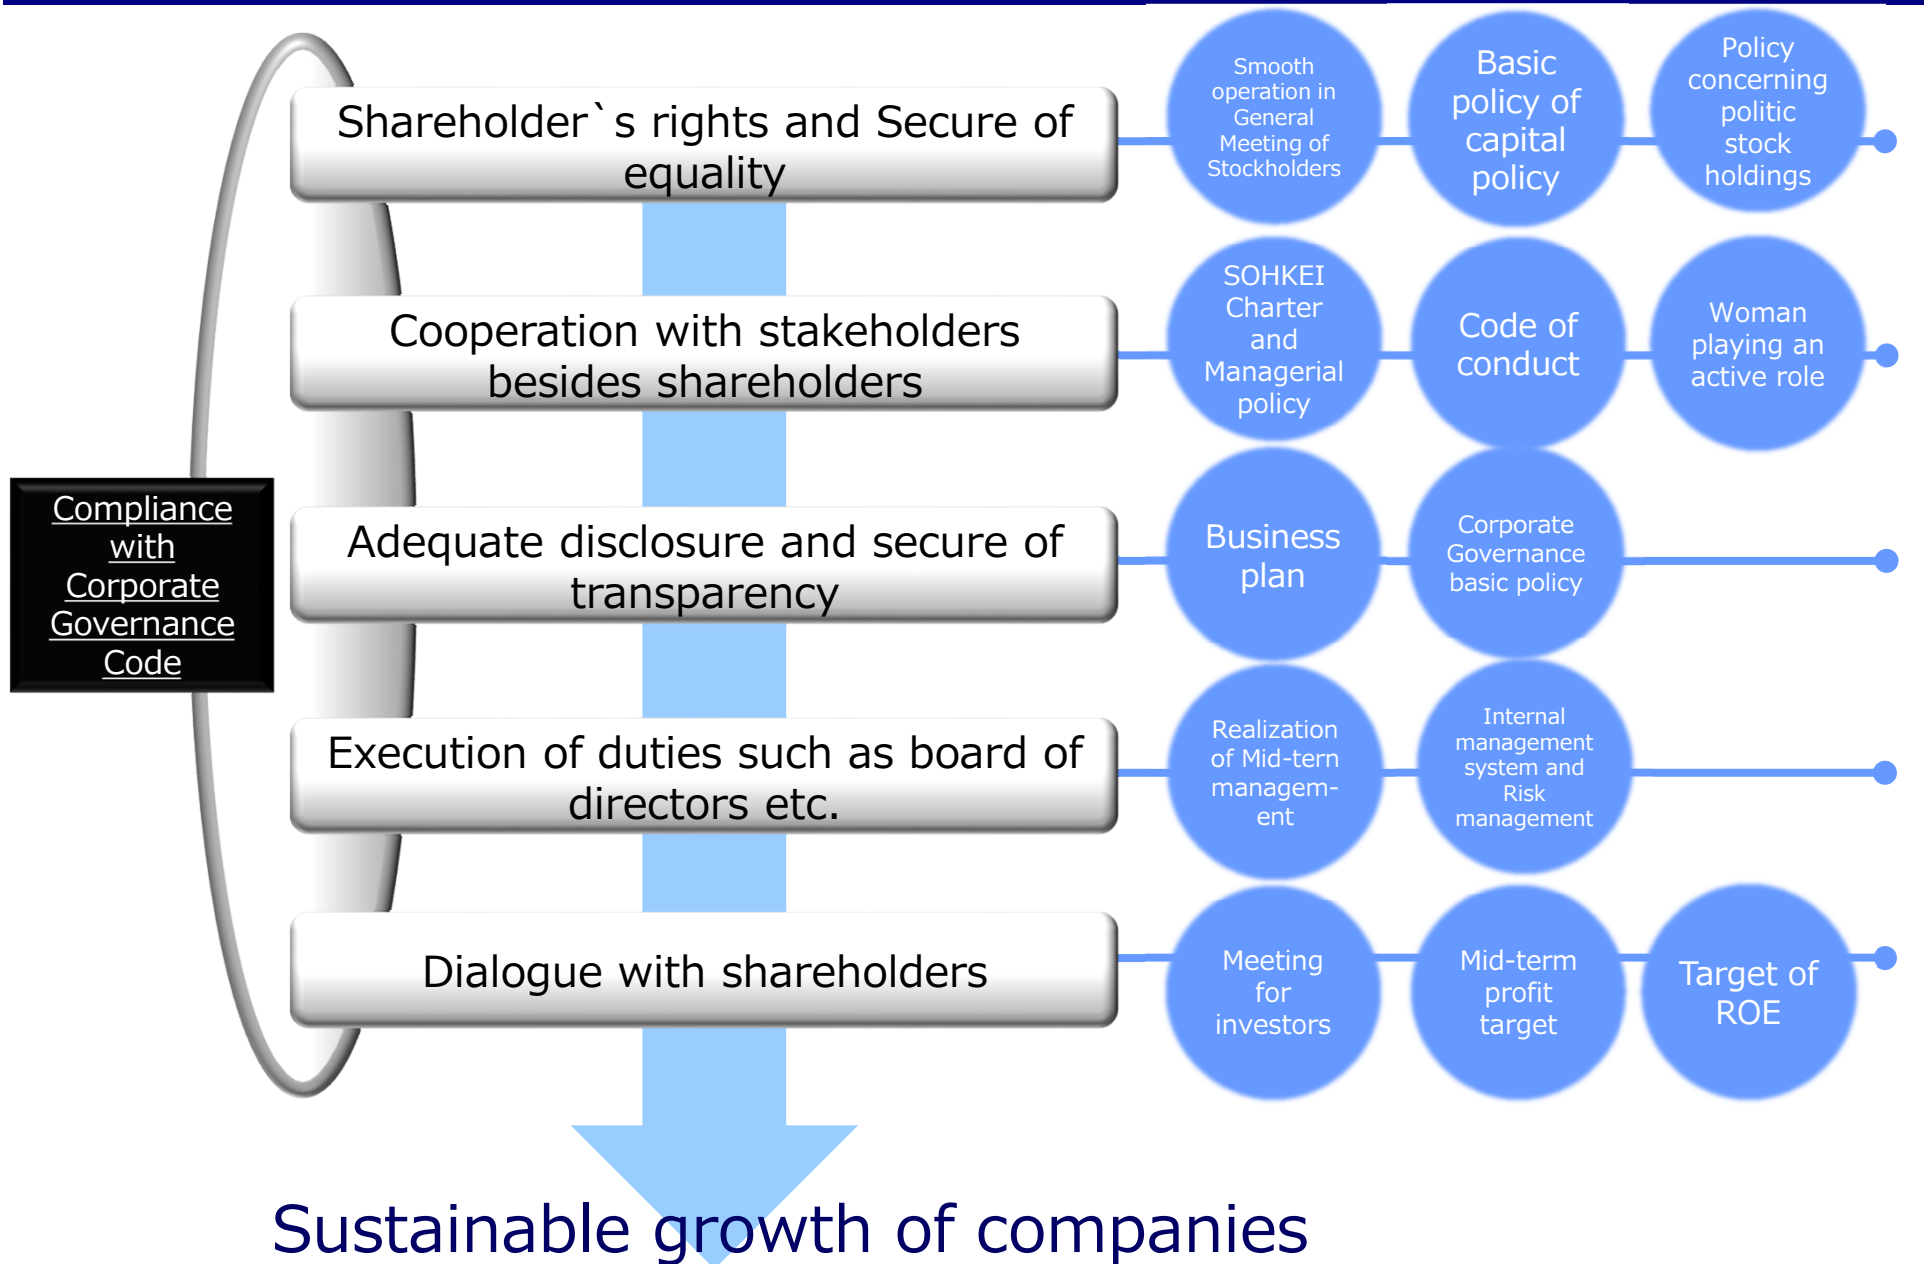 Shareholder`s rights and Secure of
equality
Smooth
operation in
General
Meeting of
Stockholders
Basic
policy of
capital
policy
Policy
concerning
politic
stock
holdings
Cooperation with stakeholders
besides shareholders
SOHKEI
Charter
and
Managerial
policy
Code of
conduct
Woman
playing an
active role
Compliance
with
Corporate
Governance
Code
Adequate disclosure and secure of
transparency
Business
plan
Corporate
Governance
basic policy
Execution of duties such as board of
directors etc.
Realization
of Mid-tern
managem-
ent
Internal
management
system and
Risk
management
Dialogue with shareholders
Meeting
for
investors
Mid-term
profit
target
Target of
ROE
Sustainable growth of companies